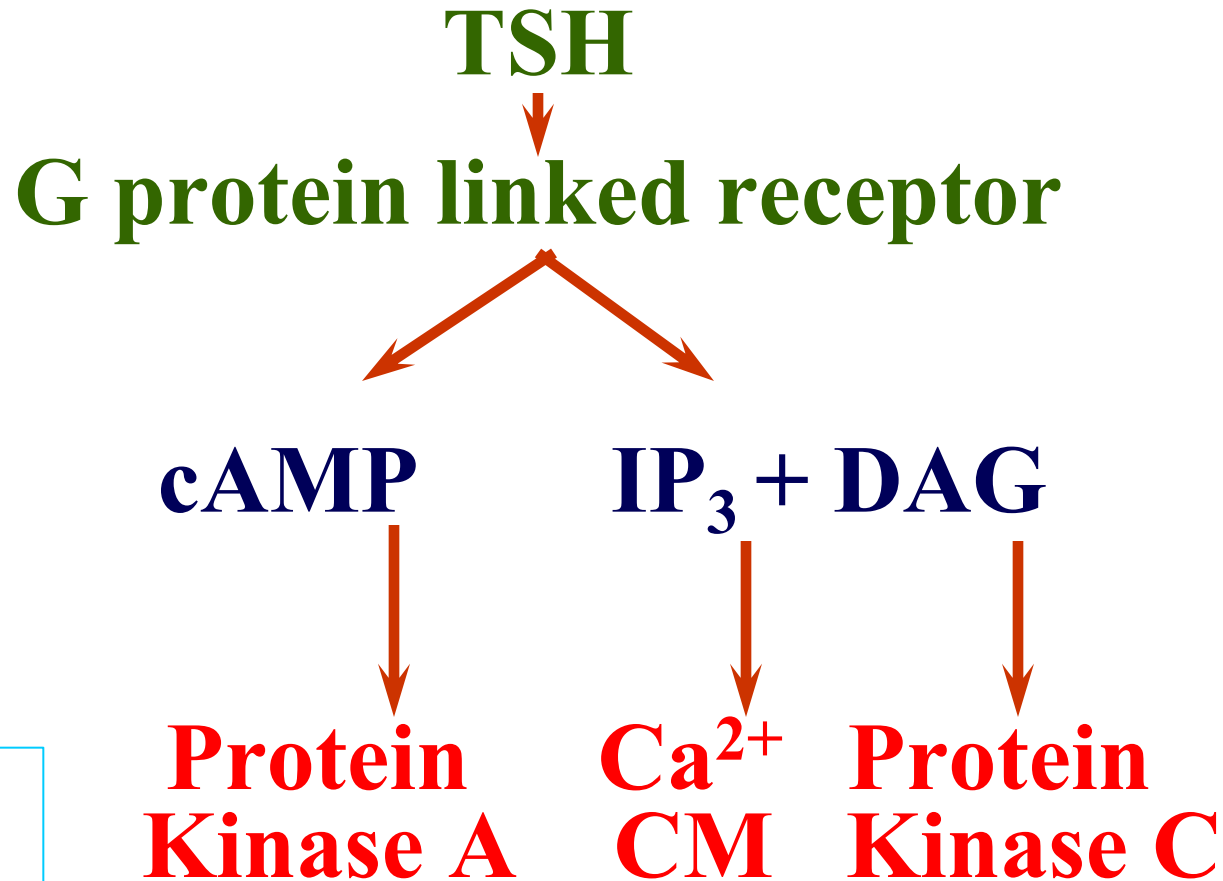 TSH
G protein linked receptor
cAMP IP₃ + DAG
Protein Ca²⁺ Protein
Kinase A CM Kinase C